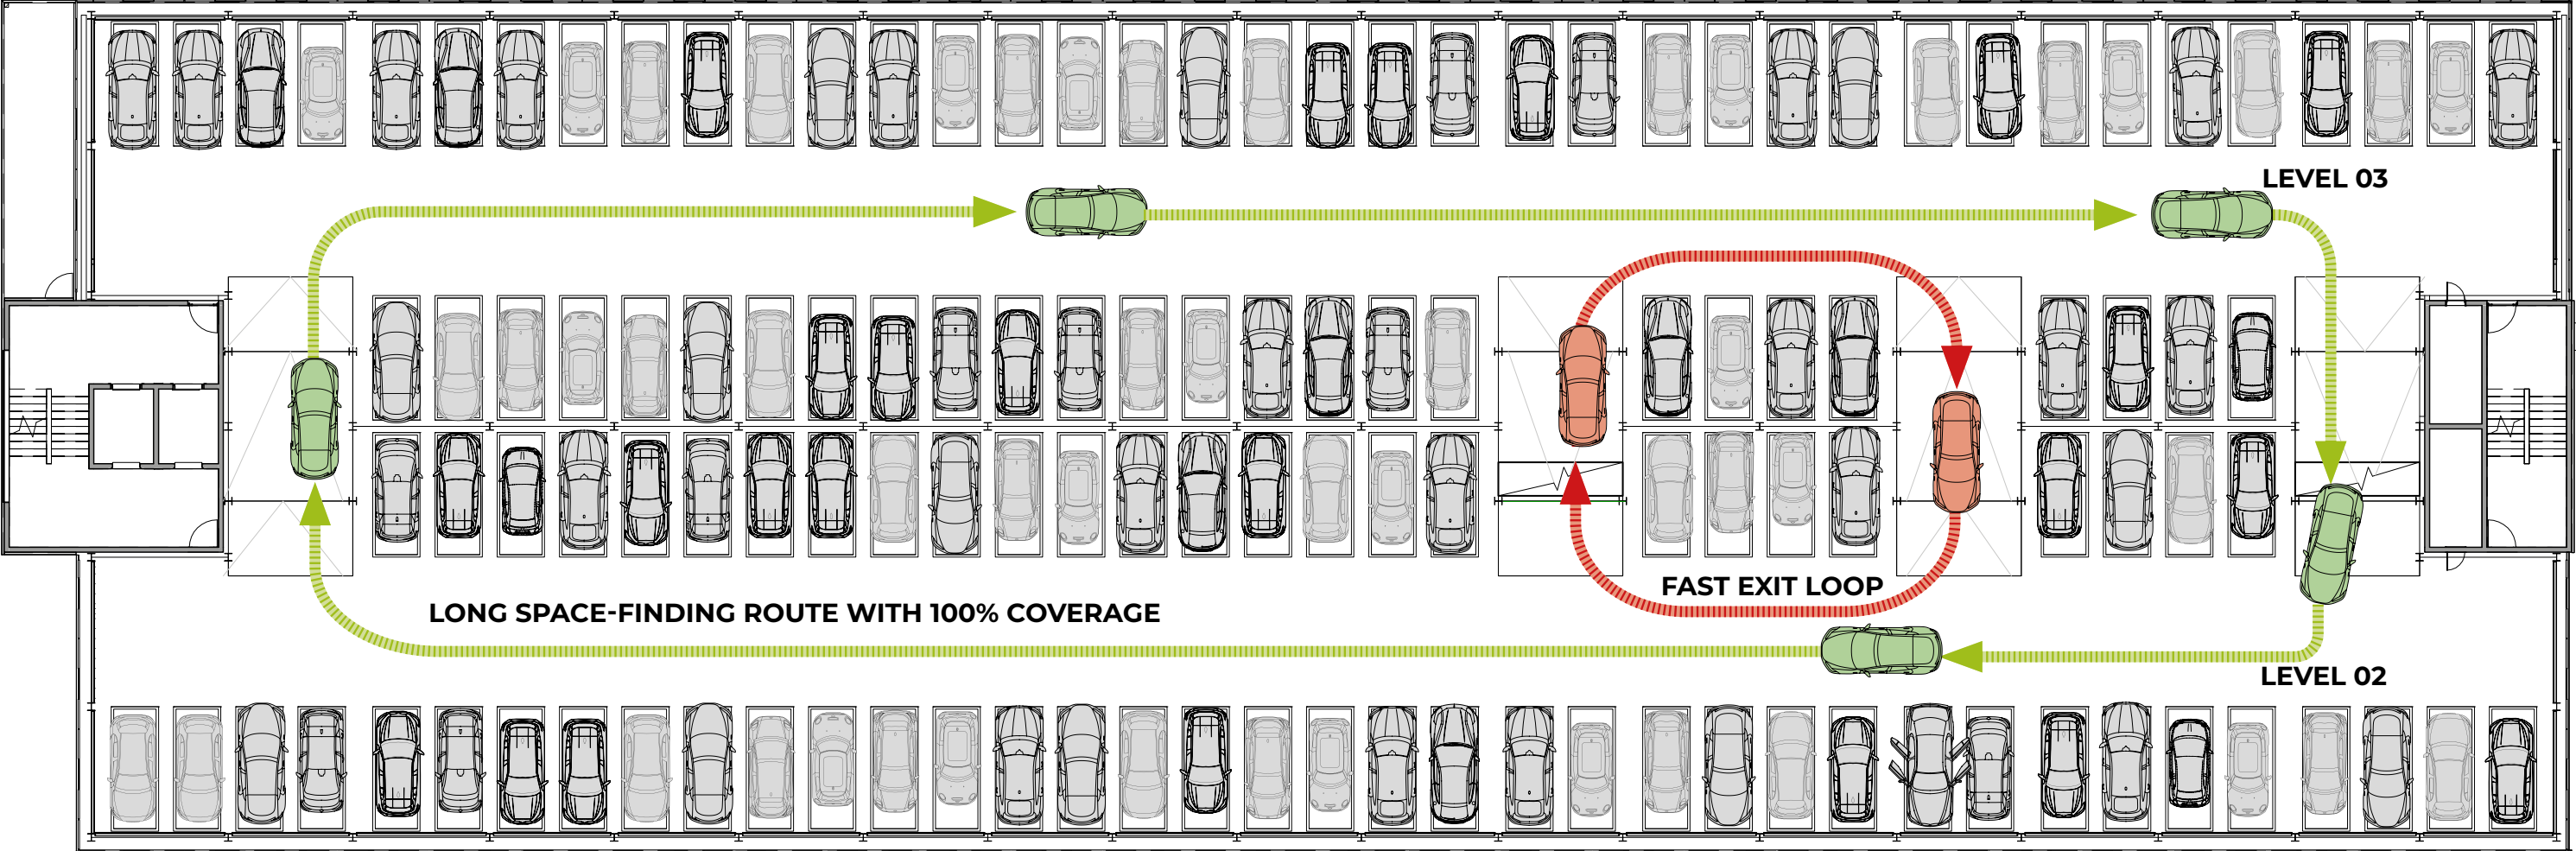 LEVEL 03
FAST EXIT LOOP
LONG SPACE-FINDING ROUTE WITH 100% COVERAGE
LEVEL 02